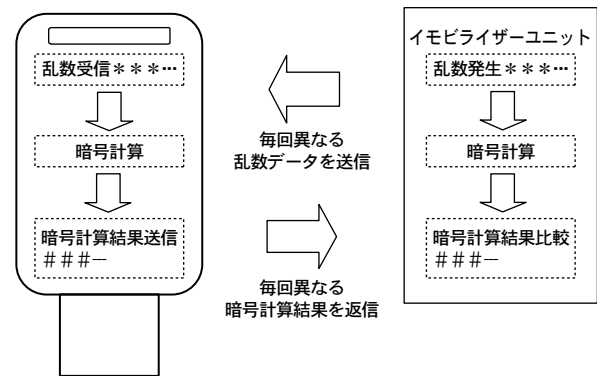 乱数受信＊＊＊…
暗号計算
暗号計算結果送信
＃＃＃…
毎回異なる
乱数データを送信
毎回異なる
暗号計算結果を返信
イモビライザーユニット
乱数発生＊＊＊…
暗号計算
暗号計算結果比較
＃＃＃…